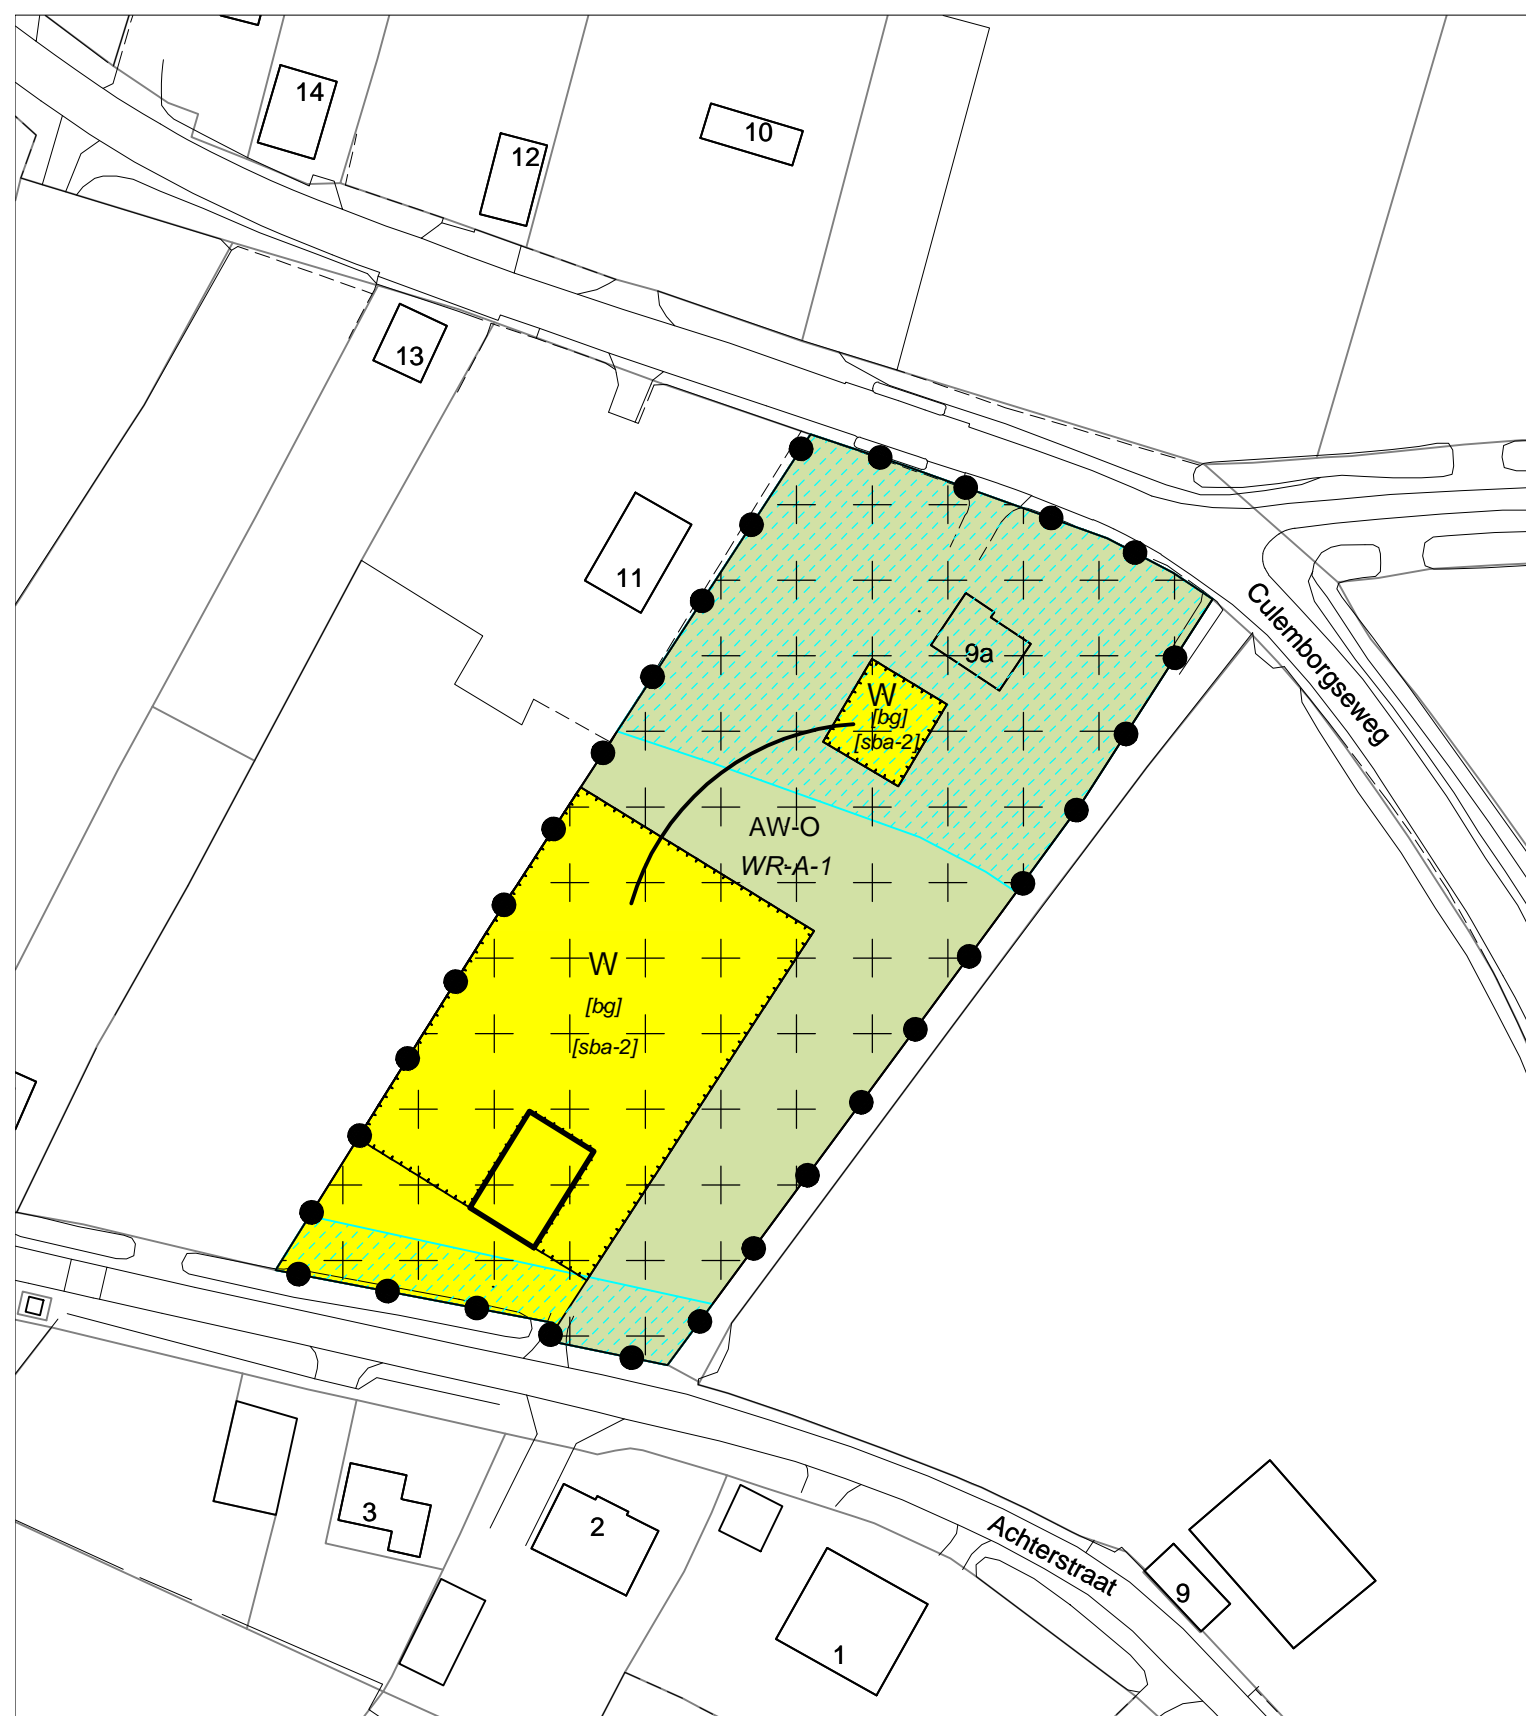 14
12
10
13
11
Culemborgseweg
9a
W
[bg]
[sba-2]
AW-O
WR-A-1
W
[bg]
[sba-2]
3
2
1
Achterstraat
9